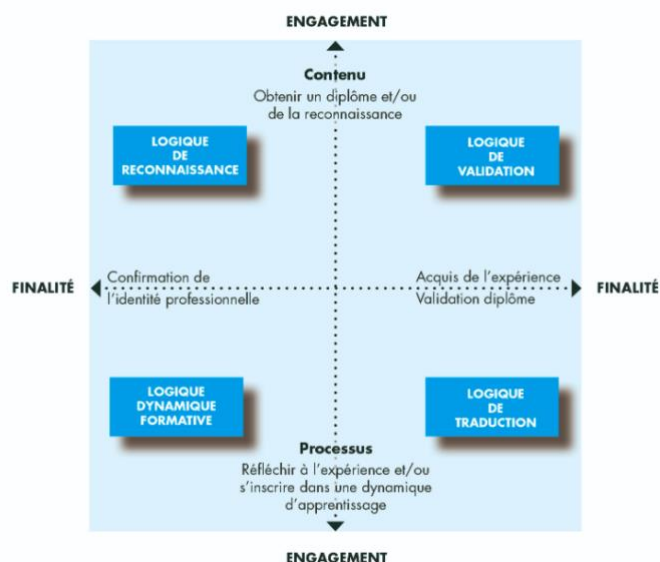 ENGAGEMENT
Contenu
Obtenir un diplôme et/ou
de la reconnaissance
LOGIQUE
DE
RECONNAISSANCE
LOGIQUE
DE
VALIDATION
FINALITÉ
Confirmation de
l'identité professionnelle
Acquis de l'expérience
Validation diplôme
FINALITÉ
LOGIQUE
DYNAMIQUE
FORMATIVE
LOGIQUE
DE
TRADUCTION
Processus
Réfléchir à l'expérience et/ou
s'inscrire dans une dynamique
d'apprentissage
ENGAGEMENT